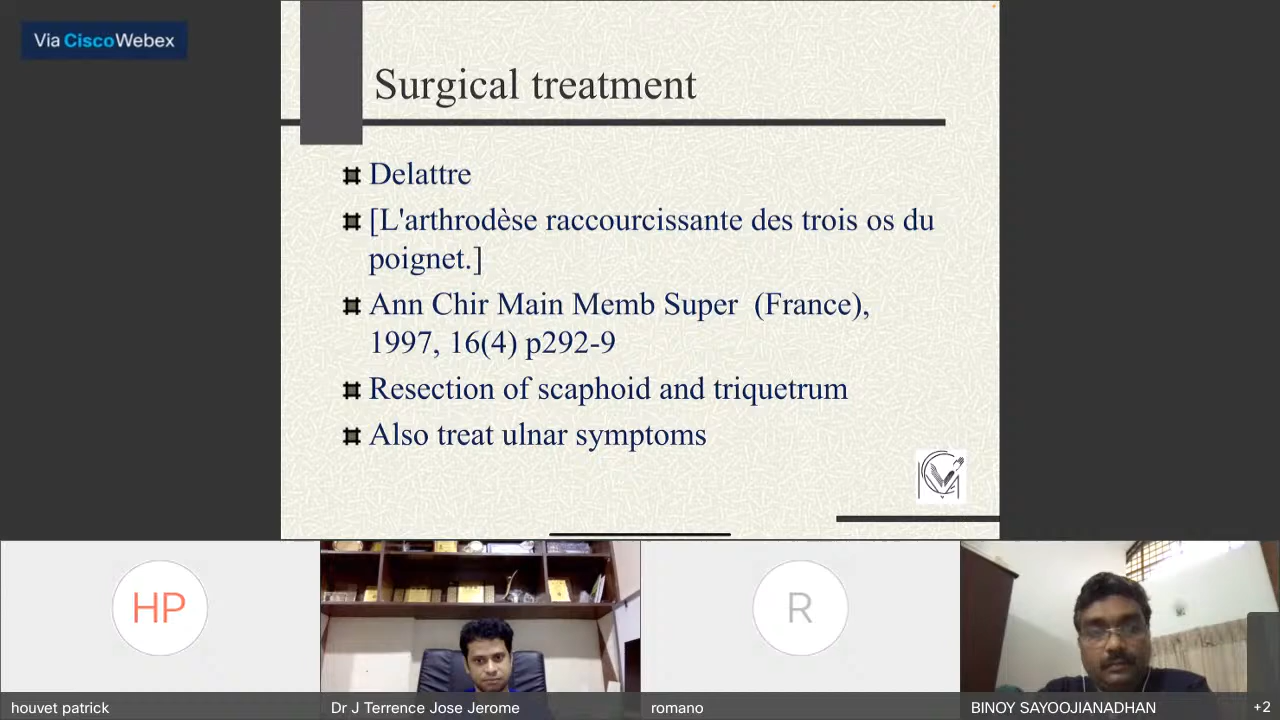 Via CiscoWebex
Surgical treatment
Delattre
[L'arthrodèse raccourcissante des trois os du
poignet.]
Ann Chir Main Memb Super  (France),
1997, 16(4) p292-9
Resection of scaphoid and triquetrum
Also treat ulnar symptoms
HP
R
houvet patrick
Dr J Terrence Jose Jerome
romano
BINOY SAYOOJIANADHAN
+2